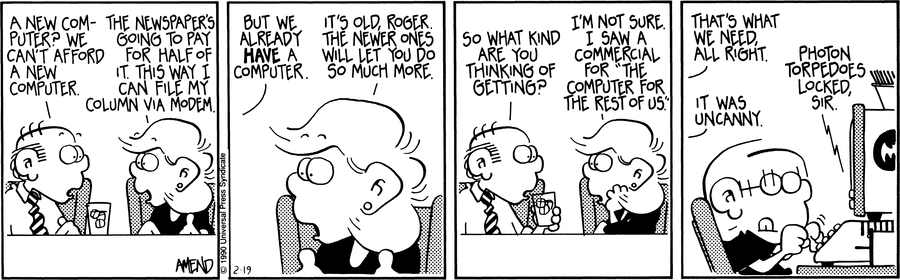 A NEW COM-
PUTER? WE
CAN'T AFFORD
A NEW
COMPUTER.
THE NEWSPAPER'S
GOING TO PAY
FOR HALF OF
IT. THIS WAY I
CAN FILE MY
COLUMN VIA MODEM.
AMEND
© 1990 Universal Press Syndicate
BUT WE
ALREADY
HAVE A
COMPUTER.
IT'S OLD, ROGER.
THE NEWER ONES
WILL LET YOU DO
SO MUCH MORE.
2-19
SO WHAT KIND
ARE YOU
THINKING OF
GETTING?
I'M NOT SURE.
I SAW A
COMMERCIAL
FOR "THE
COMPUTER FOR
THE REST OF US."
THAT'S WHAT
WE NEED,
ALL RIGHT.
IT WAS
UNCANNY.
PHOTON
TORPEDOES
LOCKED,
SIR.